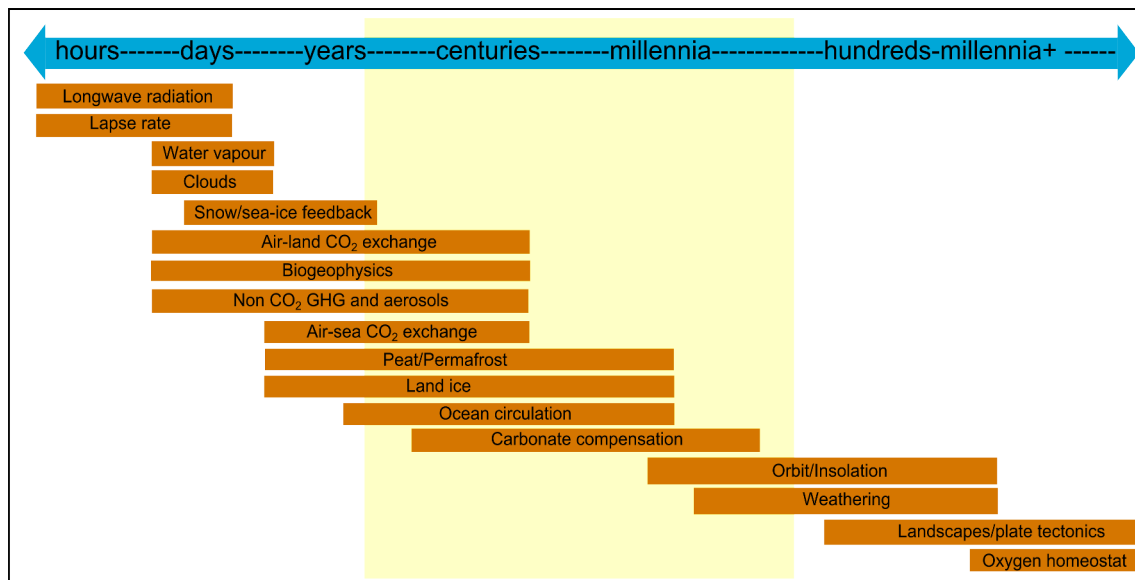 hours-------days--------years--------centuries--------millennia-------------hundreds-millennia+ ------
Longwave radiation
Lapse rate
Water vapour
Clouds
Snow/sea-ice feedback
Air-land CO₂ exchange
Biogeophysics
Non CO₂ GHG and aerosols
Air-sea CO₂ exchange
Peat/Permafrost
Land ice
Ocean circulation
Carbonate compensation
Orbit/Insolation
Weathering
Landscapes/plate tectonics
Oxygen homeostat